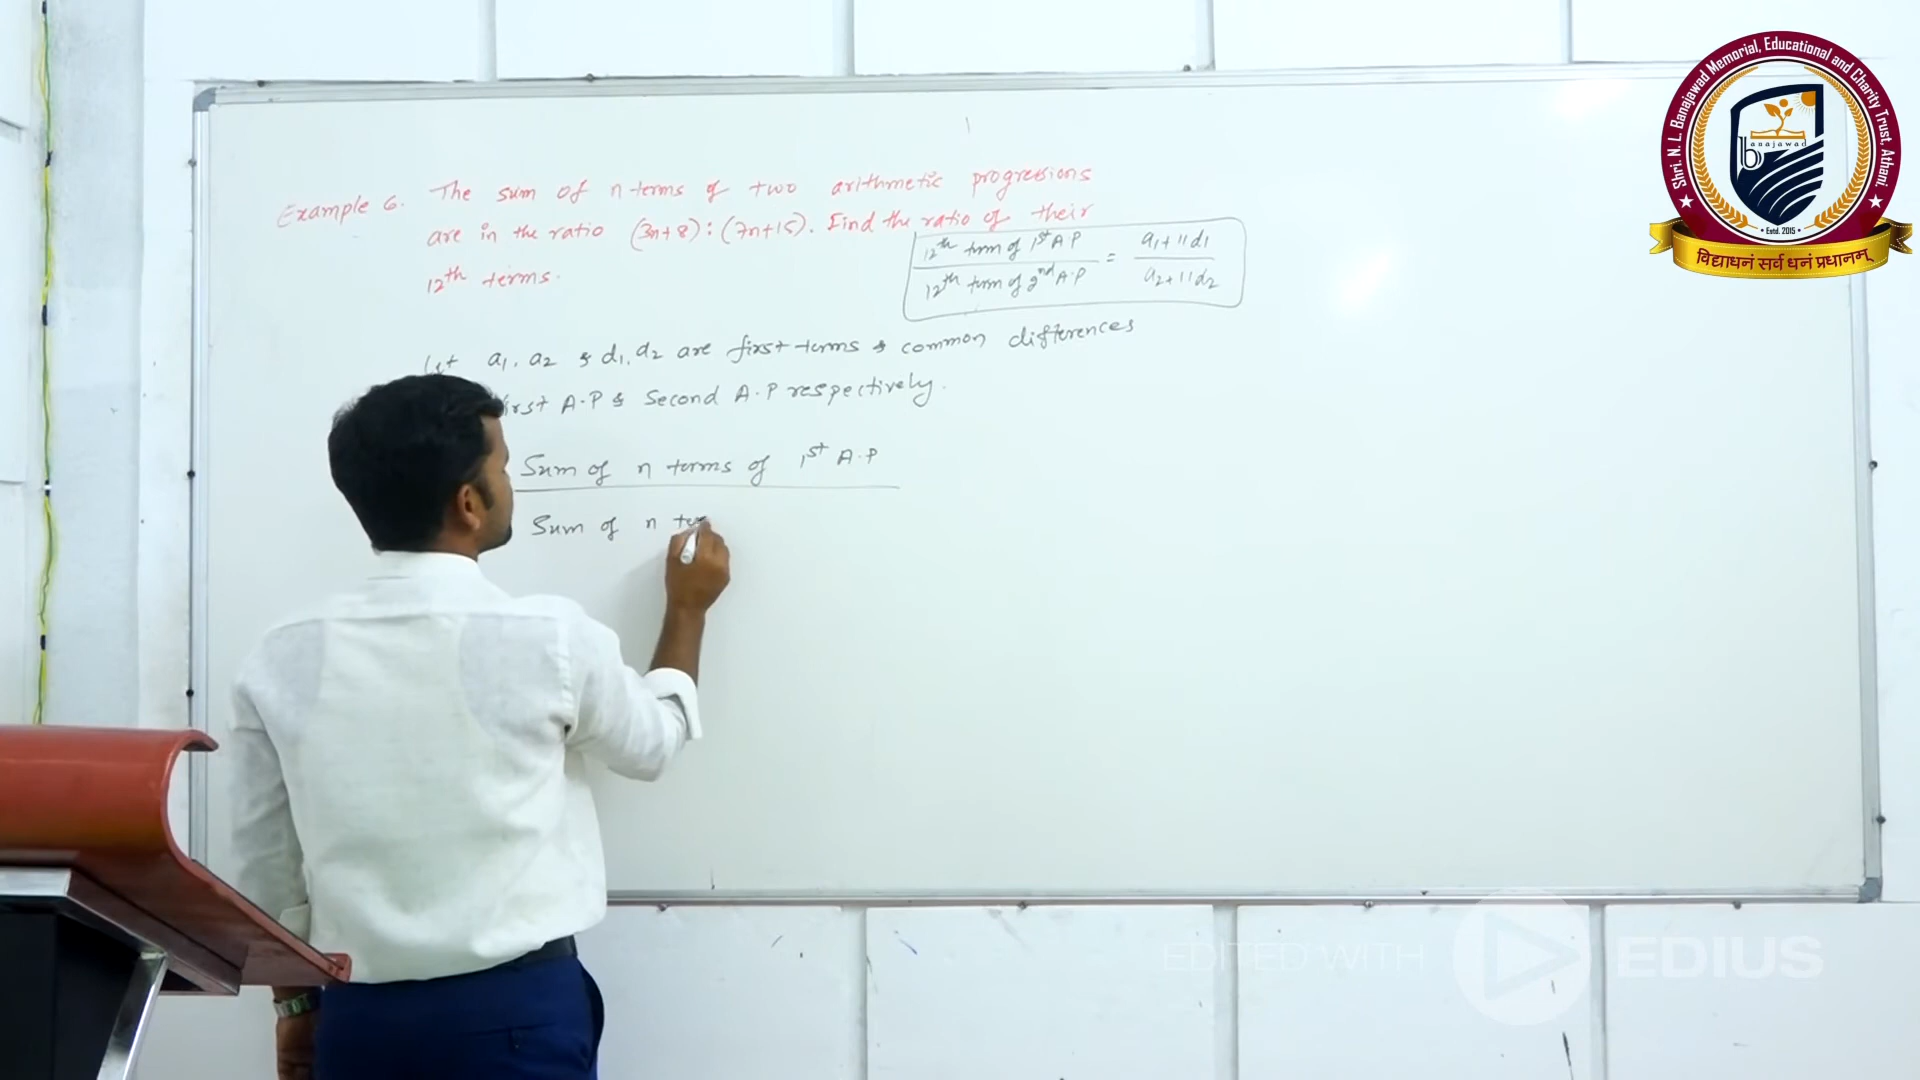 Example 6. The sum of n terms of two arithmetic progressions
are in the ratio (3n+8):(7n+15). Find the ratio of their
12th terms.
12th term of 1st A.P
12th term of 2nd A.P
=
a1+11d1
a2+11d2
Let a1, a2 & d1, d2 are first terms & common differences
irst A.P & Second A.P respectively.
Sum of n terms of 1st A.P
Sum of n ter
Shri. N. L. Banajawad Memorial, Educational and Charity Trust, Athani.
banajawad
Estd. 2015
विद्याधनं सर्व धनं प्रधानम्
EDITED WITH EDIUS